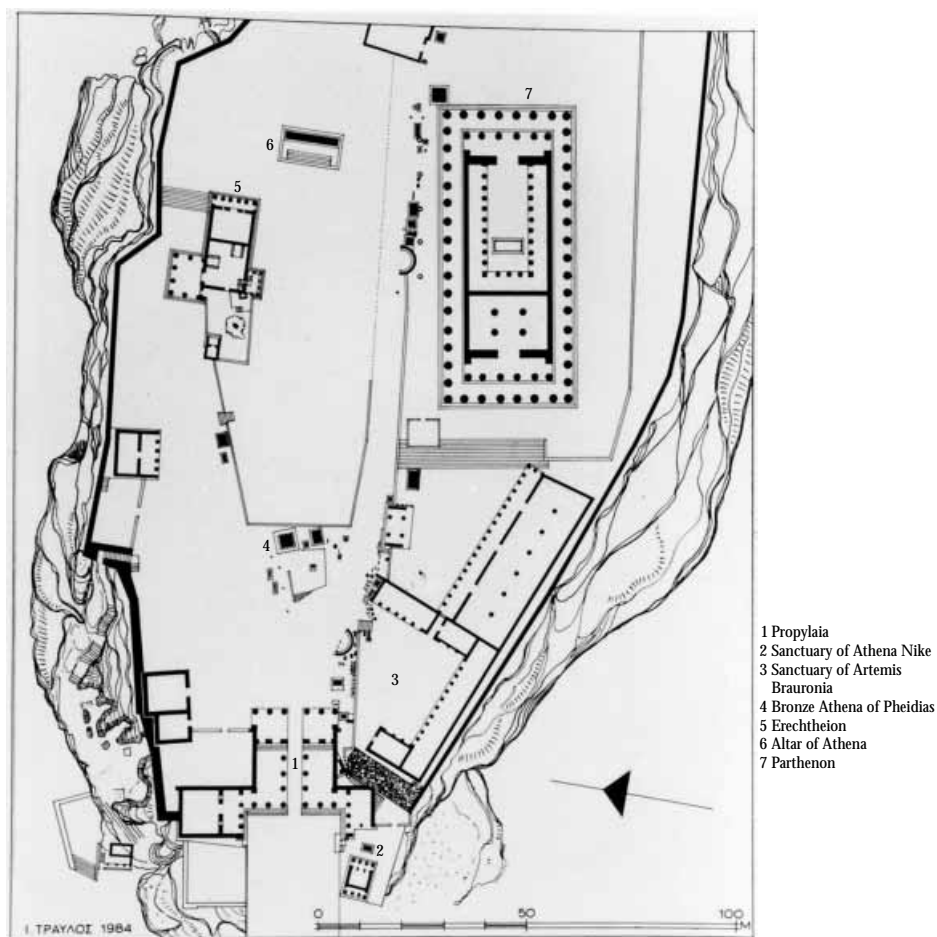 7
6
5
4
3
1
2
0 50 100
M
Ι. ΤΡΑΥΛΟΣ 1984
1 Propylaia
2 Sanctuary of Athena Nike
3 Sanctuary of Artemis
Brauronia
4 Bronze Athena of Pheidias
5 Erechtheion
6 Altar of Athena
7 Parthenon